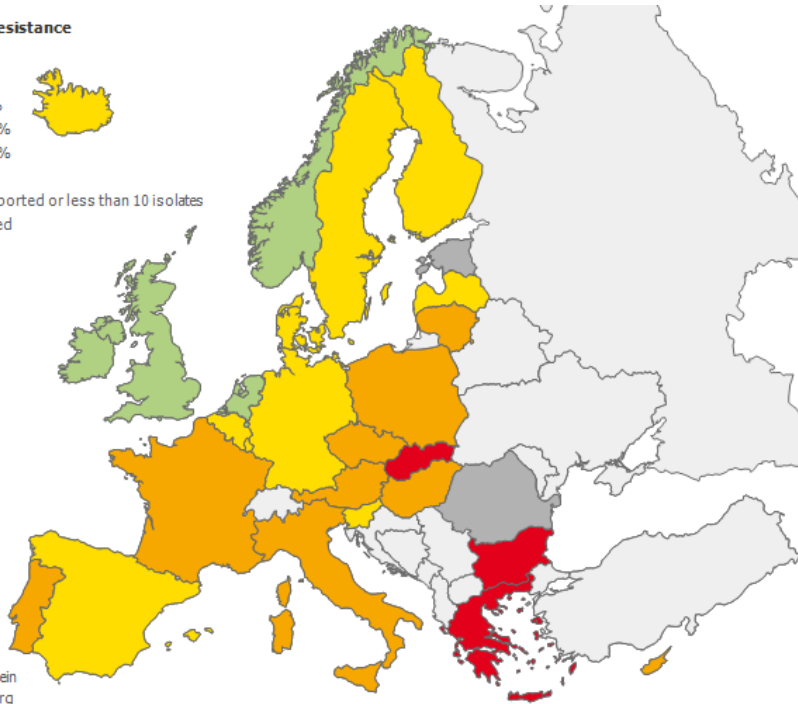 esistance
%
%
%
ported or less than 10 isolates
ed
ein
rg